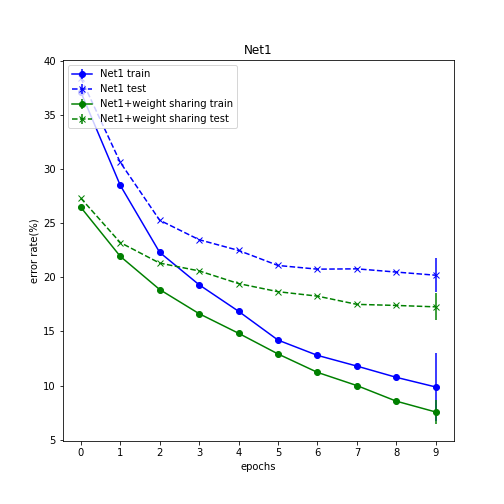 Net1
40
35
30
25
20
15
10
5
error rate(%)
Net1 train
Net1 test
Net1+weight sharing train
Net1+weight sharing test
0 1 2 3 4 5 6 7 8 9
epochs